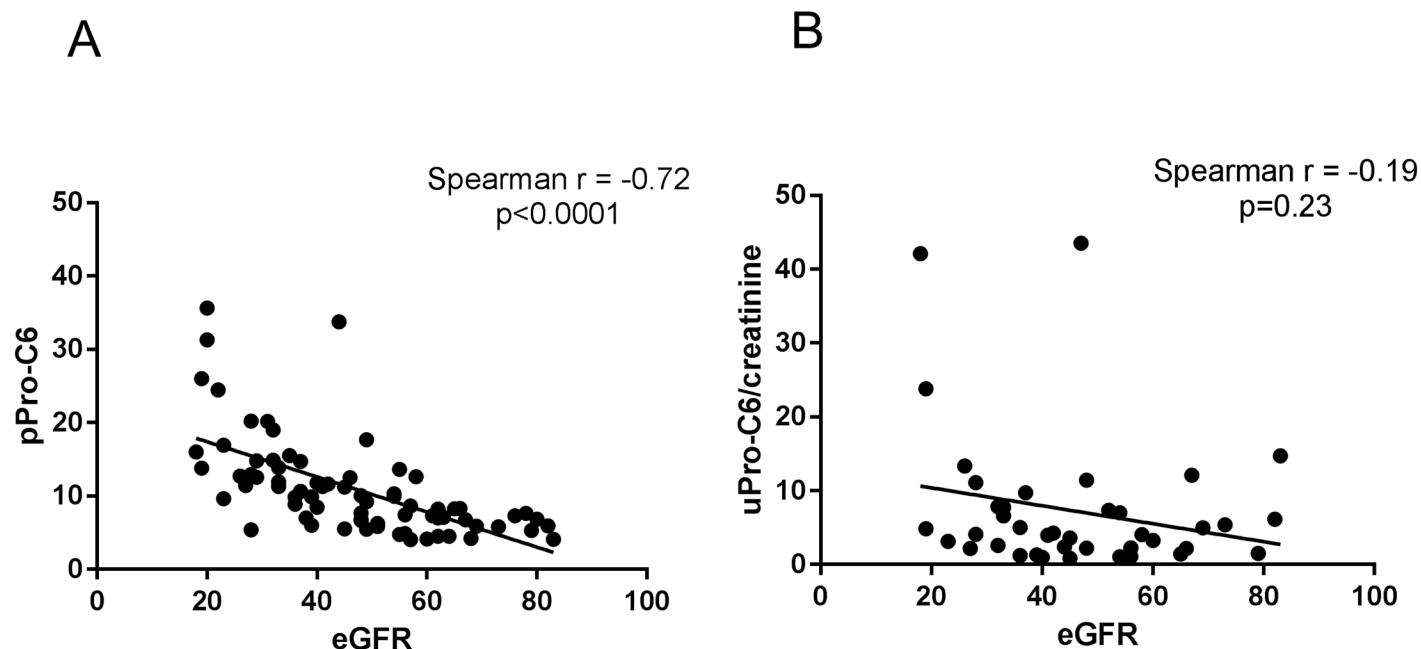 A
Spearman r = -0.72
p<0.0001
pPro-C6
50
40
30
20
10
0
0 20 40 60 80 100
eGFR
B
Spearman r = -0.19
p=0.23
uPro-C6/creatinine
50
40
30
20
10
0
0 20 40 60 80 100
eGFR